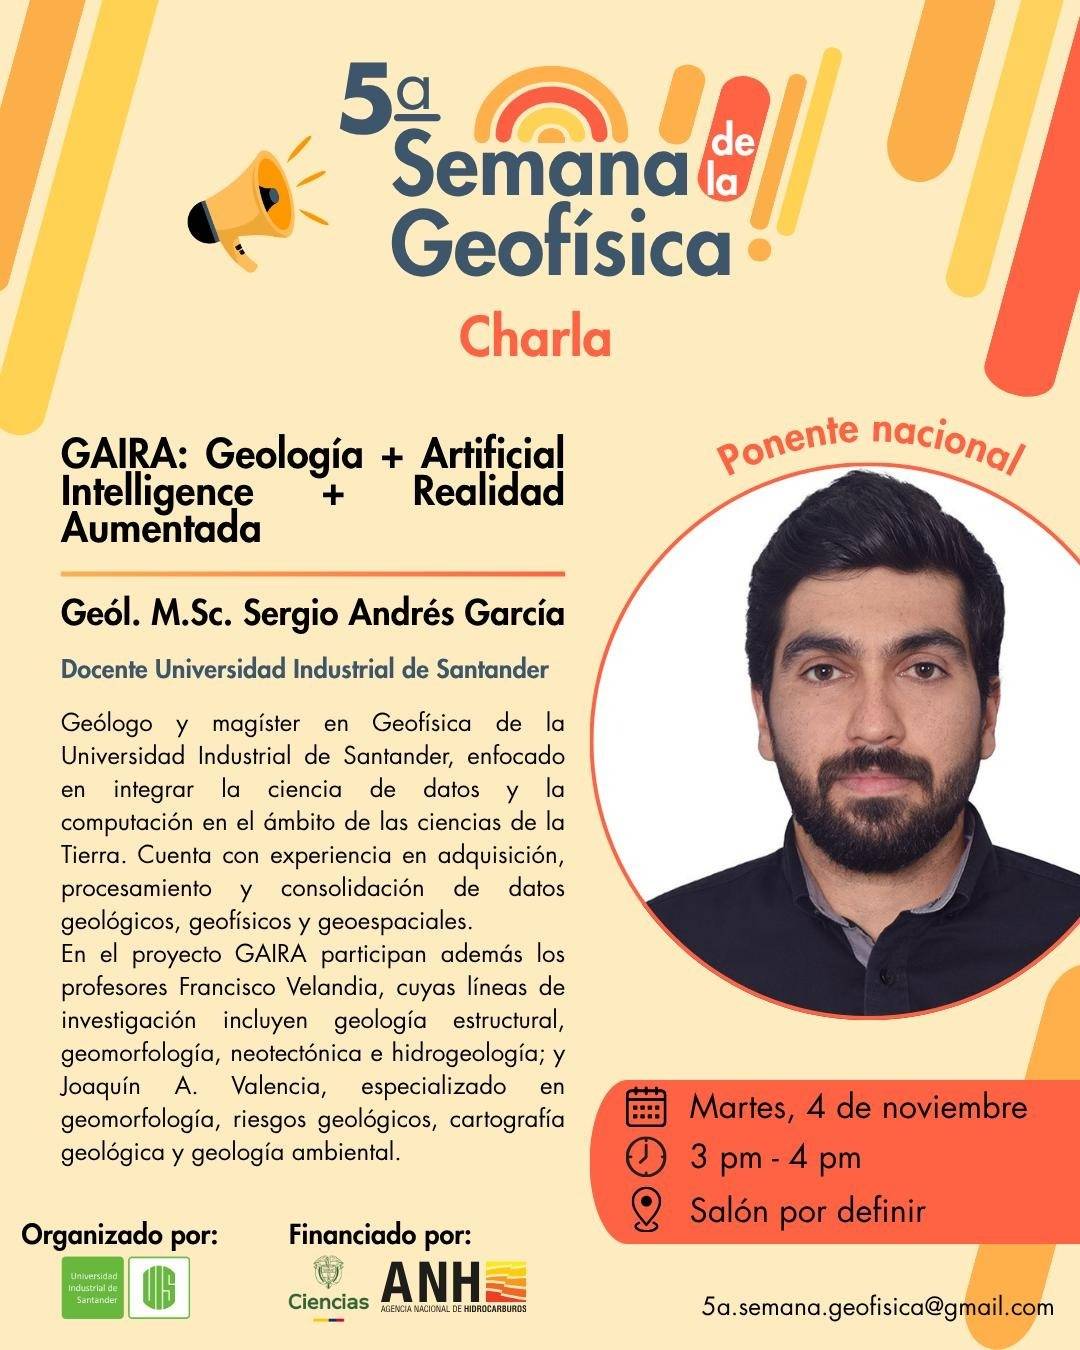 5ª
Semana de la
Geofísica
Charla
GAIRA: Geología + Artificial
Intelligence + Realidad
Aumentada
Ponente nacional
Geól. M.Sc. Sergio Andrés García
Docente Universidad Industrial de Santander
Geólogo y magíster en Geofísica de la
Universidad Industrial de Santander, enfocado
en integrar la ciencia de datos y la
computación en el ámbito de las ciencias de la
Tierra. Cuenta con experiencia en adquisición,
procesamiento y consolidación de datos
geológicos, geofísicos y geoespaciales.
En el proyecto GAIRA participan además los
profesores Francisco Velandia, cuyas líneas de
investigación incluyen geología estructural,
geomorfología, neotectónica e hidrogeología; y
Joaquín A. Valencia, especializado en
geomorfología, riesgos geológicos, cartografía
geológica y geología ambiental.
Martes, 4 de noviembre
3 pm - 4 pm
Salón por definir
Organizado por:
Universidad
Industrial de
Santander
UIS
Financiado por:
Ciencias
ANH
AGENCIA NACIONAL DE HIDROCARBUROS
5a.semana.geofisica@gmail.com